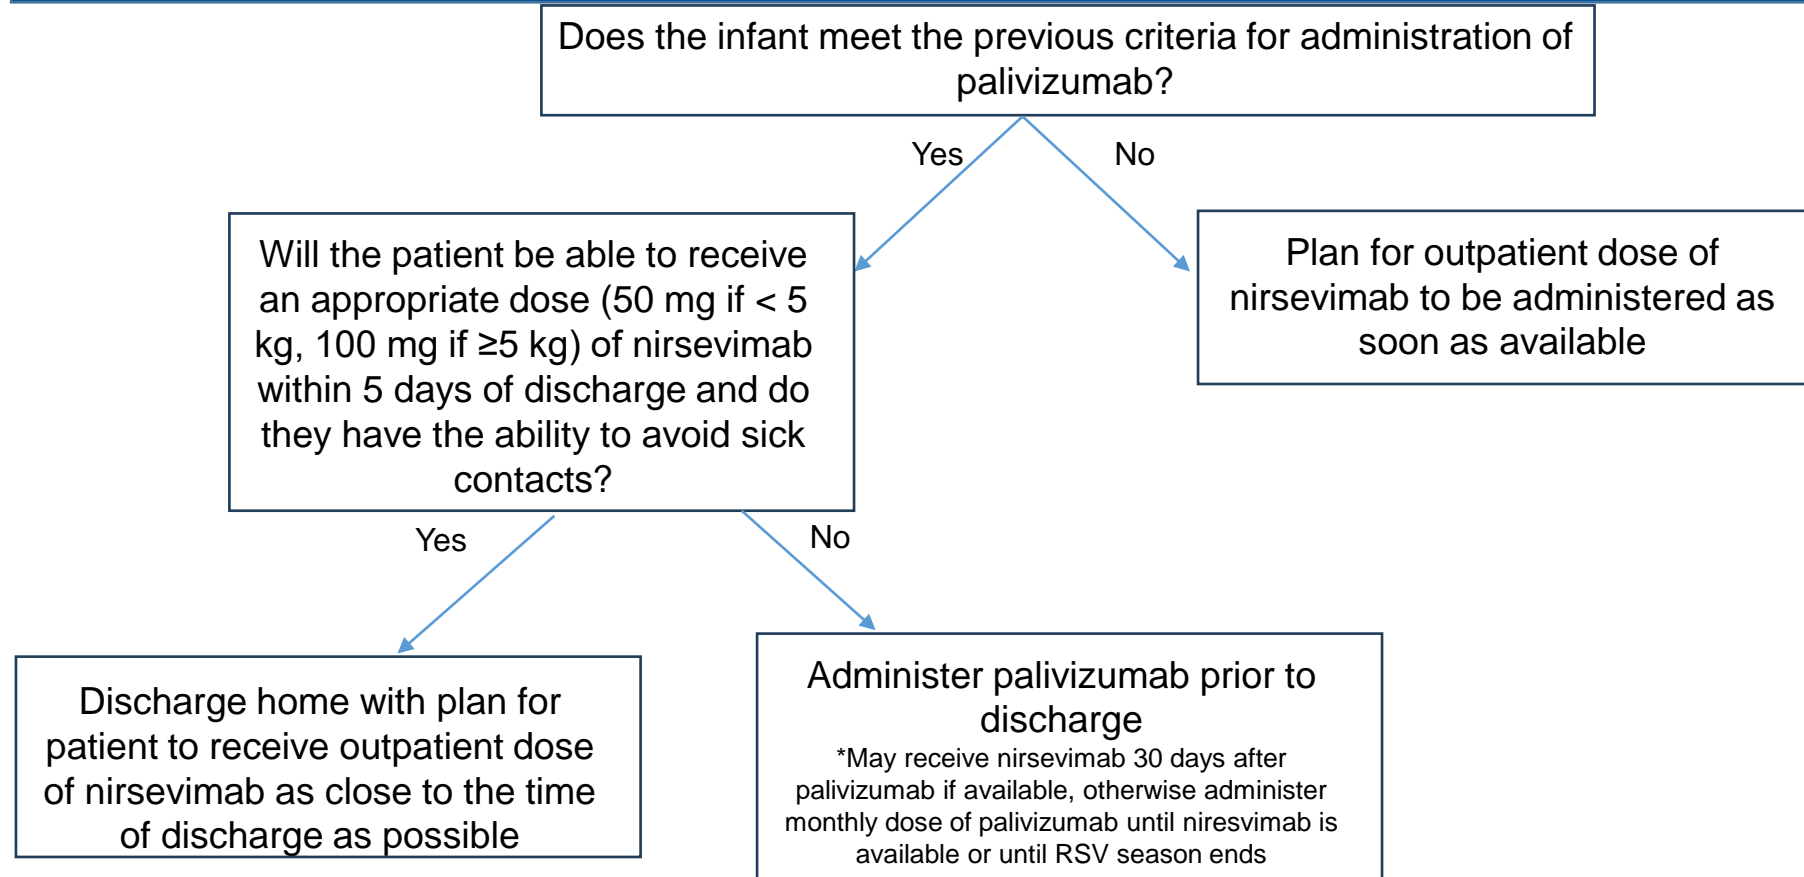 Does the infant meet the previous criteria for administration of
palivizumab?
Yes
No
Will the patient be able to receive
an appropriate dose (50 mg if < 5
kg, 100 mg if ≥5 kg) of nirsevimab
within 5 days of discharge and do
they have the ability to avoid sick
contacts?
Plan for outpatient dose of
nirsevimab to be administered as
soon as available
Yes
No
Discharge home with plan for
patient to receive outpatient dose
of nirsevimab as close to the time
of discharge as possible
Administer palivizumab prior to
discharge
*May receive nirsevimab 30 days after
palivizumab if available, otherwise administer
monthly dose of palivizumab until niresvimab is
available or until RSV season ends